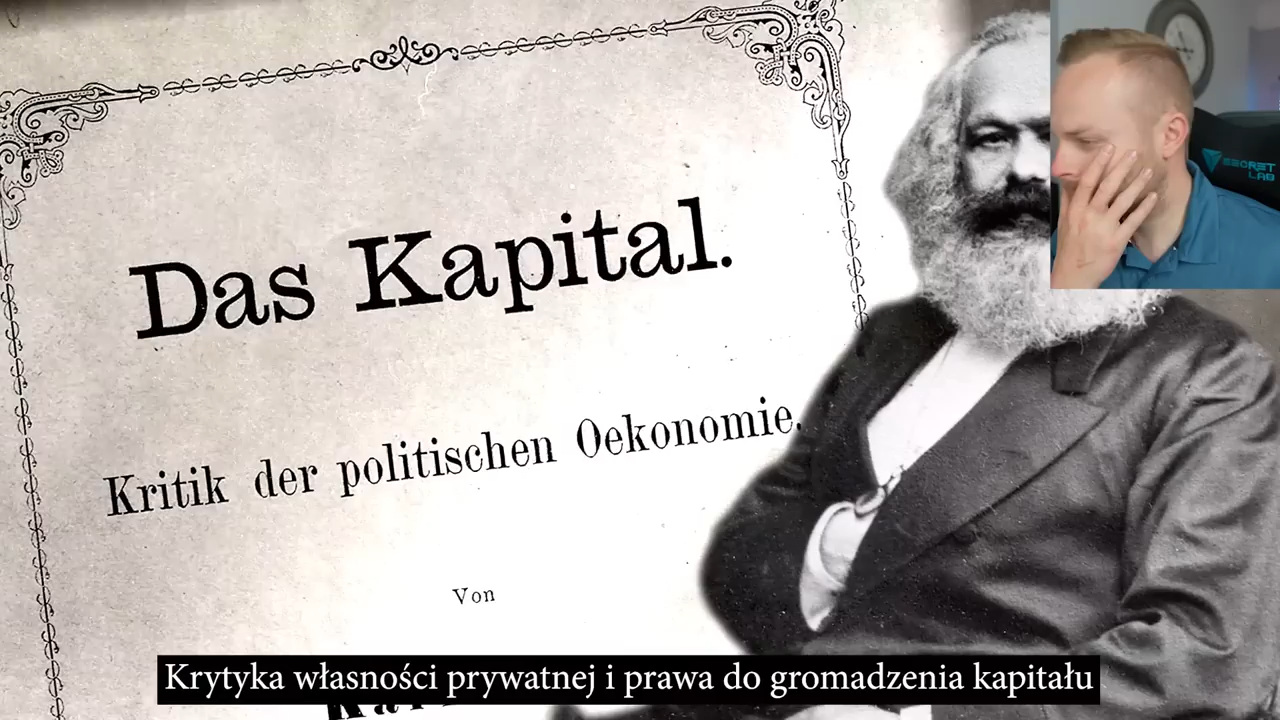 Das Kapital.
Kritik der politischen Oekonomie.
Von
SECRET
LAB
Krytyka własności prywatnej i prawa do gromadzenia kapitału